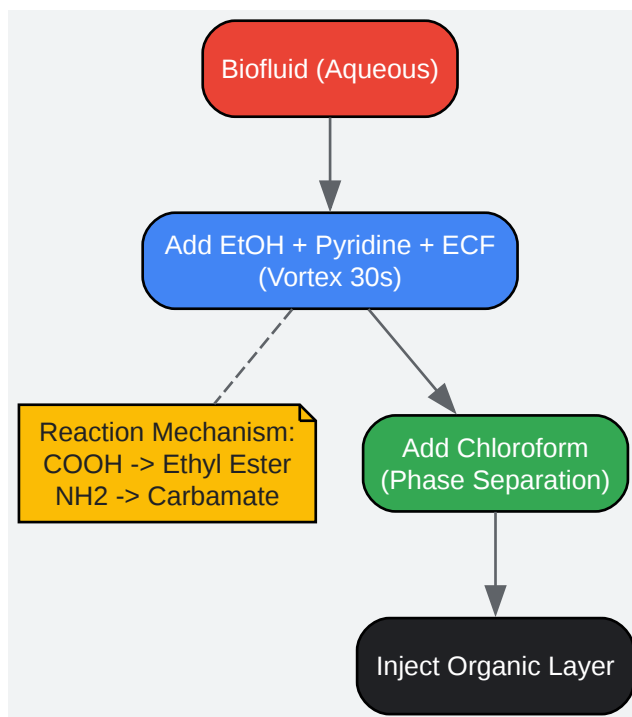 Biofluid (Aqueous)
Add EtOH + Pyridine + ECF
(Vortex 30s)
Reaction Mechanism:
COOH -> Ethyl Ester
NH2 -> Carbamate
Add Chloroform
(Phase Separation)
Inject Organic Layer